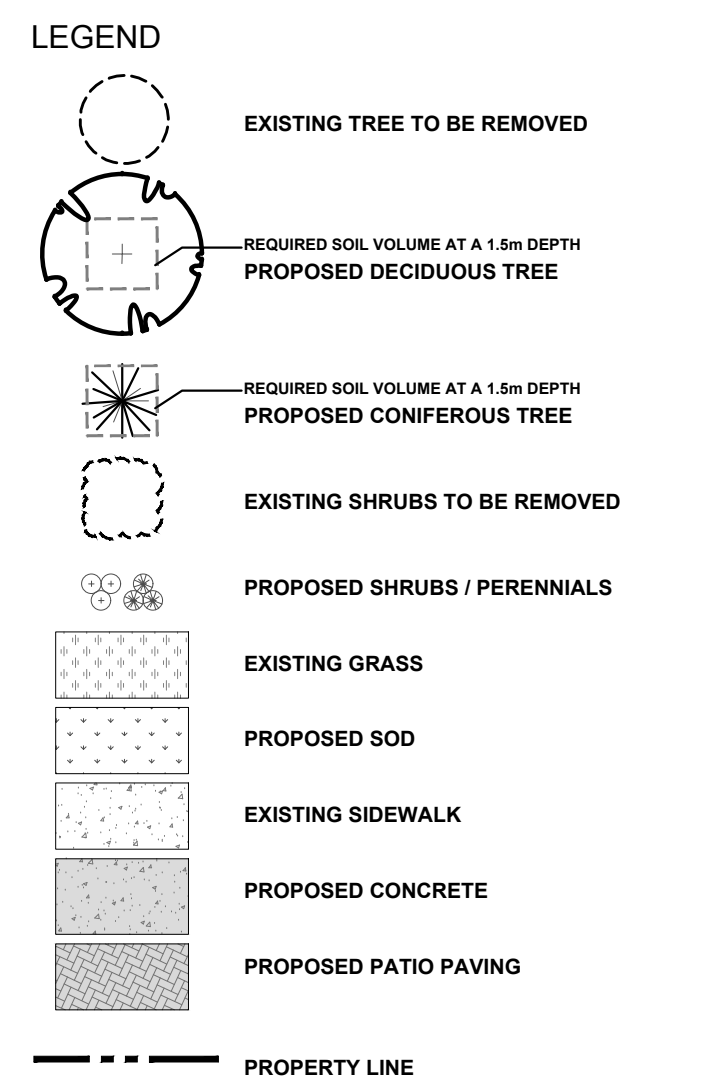 LEGEND
EXISTING TREE TO BE REMOVED
REQUIRED SOIL VOLUME AT A 1.5m DEPTH
PROPOSED DECIDUOUS TREE
REQUIRED SOIL VOLUME AT A 1.5m DEPTH
PROPOSED CONIFEROUS TREE
EXISTING SHRUBS TO BE REMOVED
PROPOSED SHRUBS / PERENNIALS
EXISTING GRASS
PROPOSED SOD
EXISTING SIDEWALK
PROPOSED CONCRETE
PROPOSED PATIO PAVING
PROPERTY LINE